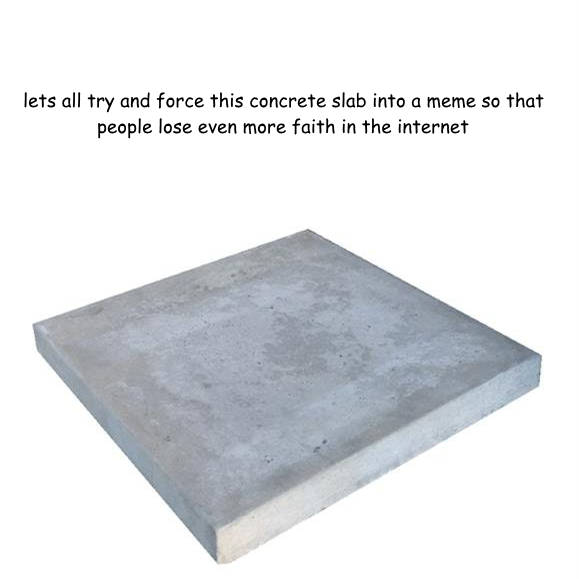 lets all try and force this concrete slab into a meme so that
people lose even more faith in the internet